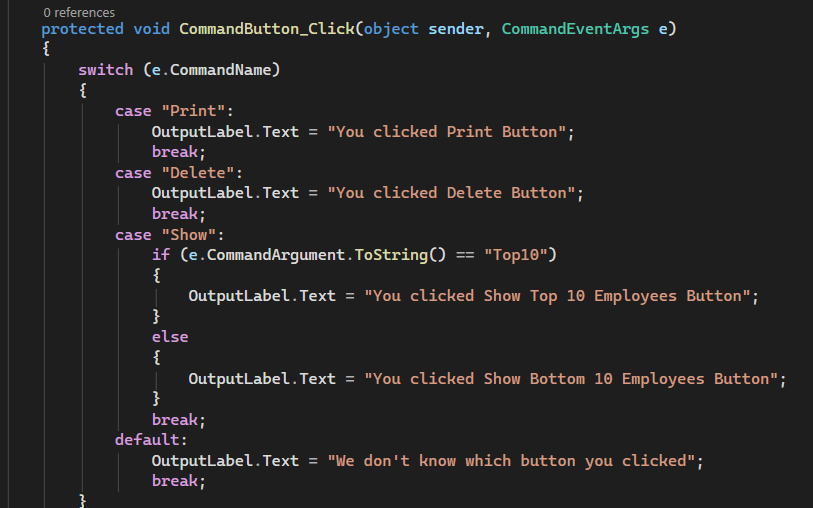 0 references
protected void CommandButton_Click(object sender, CommandEventArgs e)
{
switch (e.CommandName)
{
case "Print":
OutputLabel.Text = "You clicked Print Button";
break;
case "Delete":
OutputLabel.Text = "You clicked Delete Button";
break;
case "Show":
if (e.CommandArgument.ToString() == "Top10")
{
OutputLabel.Text = "You clicked Show Top 10 Employees Button";
}
else
{
OutputLabel.Text = "You clicked Show Bottom 10 Employees Button";
}
break;
default:
OutputLabel.Text = "We don't know which button you clicked";
break;
}